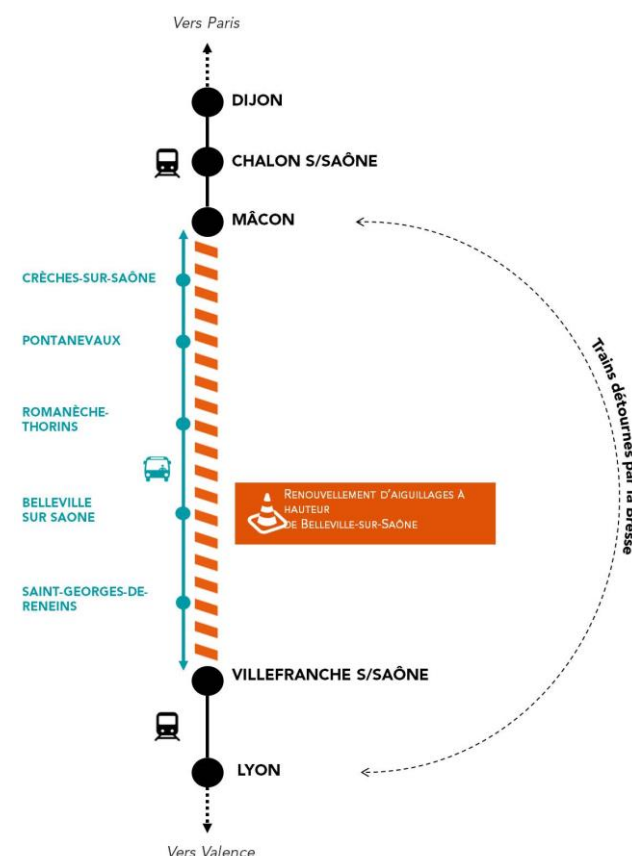 Vers Paris
DIJON
CHALON S/SAÔNE
MÂCON
CRÈCHES-SUR-SAÔNE
PONTANEVAUX
ROMANÈCHE-
THORINS
BELLEVILLE
SUR SAONE
RENOUVELLEMENT D'AIGUILLAGES À
HAUTEUR
DE BELLEVILLE-SUR-SAÔNE
Trains détournés par la Bresse
SAINT-GEORGES-DE-
RENEINS
VILLEFRANCHE S/SAÔNE
LYON
Vers Valence